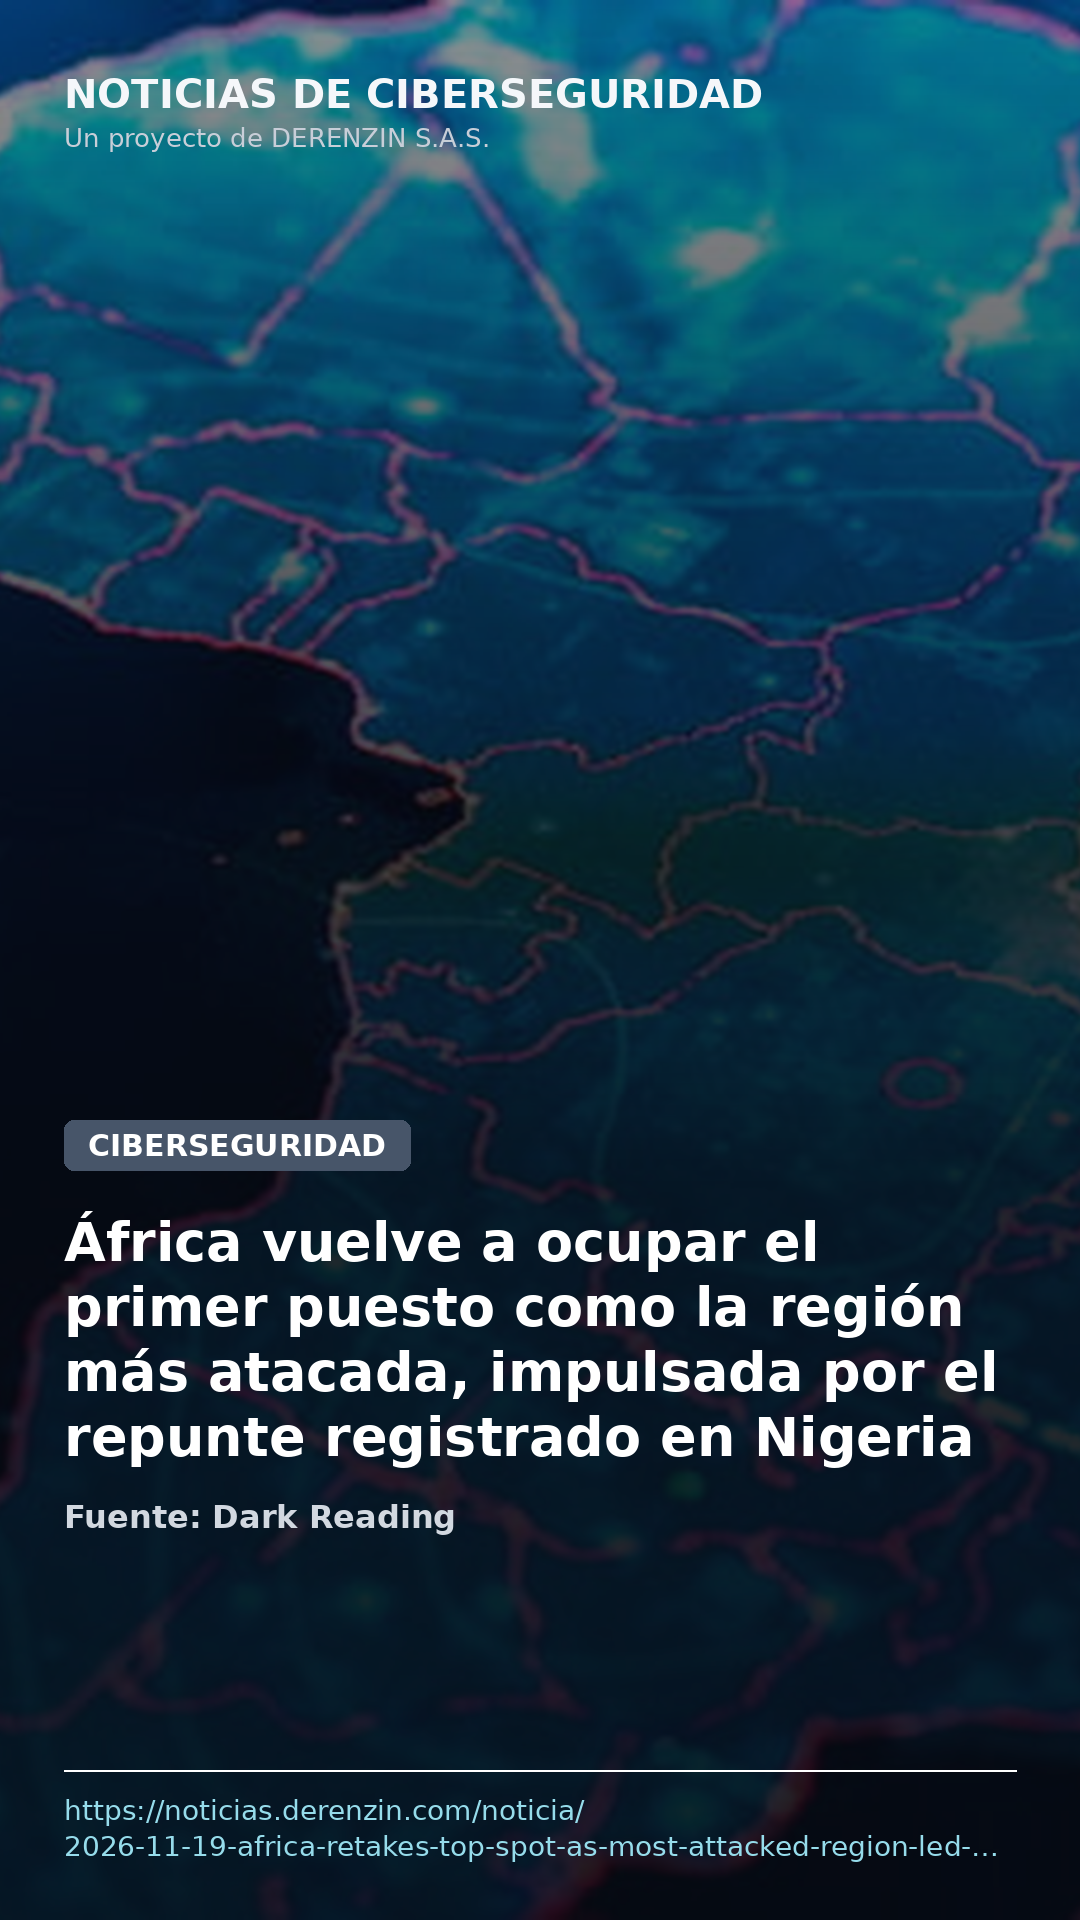 NOTICIAS DE CIBERSEGURIDAD
Un proyecto de DERENZIN S.A.S.
CIBERSEGURIDAD
África vuelve a ocupar el
primer puesto como la región
más atacada, impulsada por el
repunte registrado en Nigeria
Fuente: Dark Reading
https://noticias.derenzin.com/noticia/
2026-11-19-africa-retakes-top-spot-as-most-attacked-region-led-...